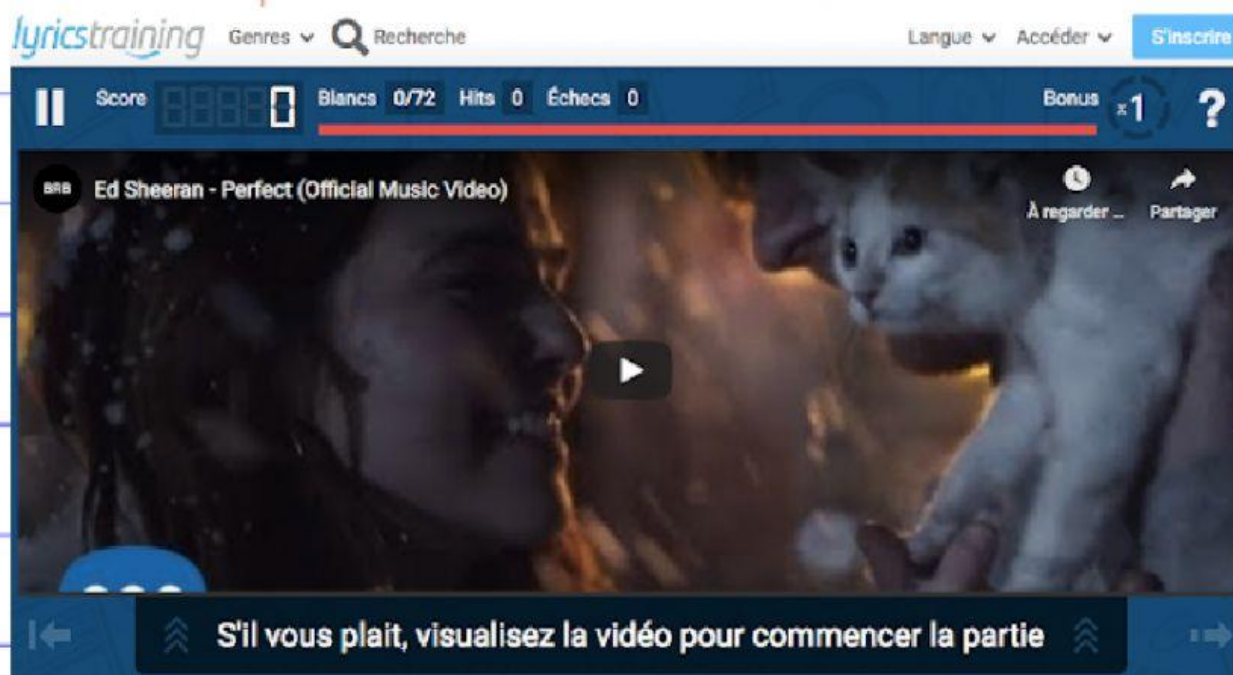 lyricstraining Genres Recherche Langue Accéder S'inscrire
Score 0 Blancs 0/72 Hits 0 Échecs 0 Bonus x1 ?
BRB Ed Sheeran - Perfect (Official Music Video)
À regarder ... Partager
S'il vous plait, visualisez la vidéo pour commencer la partie